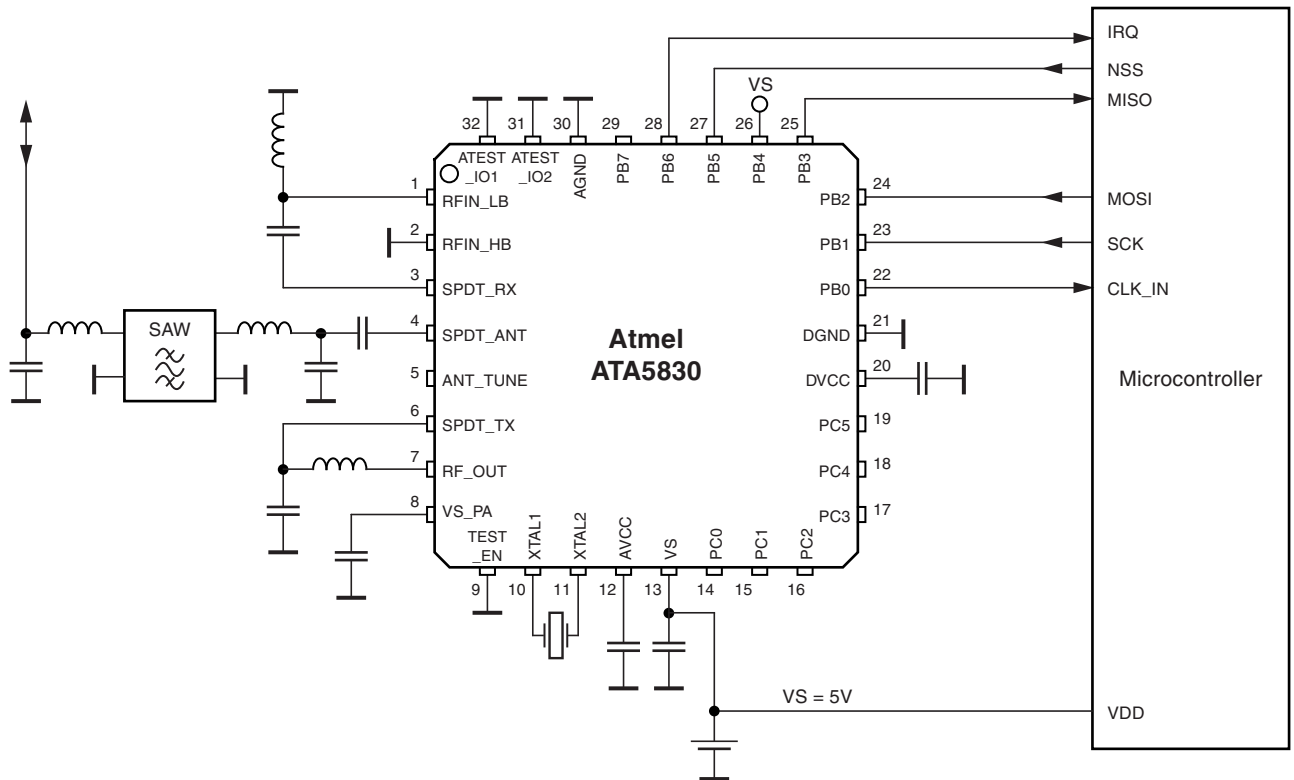 IRQ
NSS
VS
MISO
32
31
30
29
28
27
26
25
ATEST
_IO1
ATEST
_IO2
AGND
PB7
PB6
PB5
PB4
PB3
1
RFIN_LB
2
RFIN_HB
3
SPDT_RX
4
SPDT_ANT
5
ANT_TUNE
6
SPDT_TX
7
RF_OUT
8
VS_PA
SAW
Atmel
ATA5830
PB2
24
MOSI
PB1
23
SCK
PB0
22
CLK_IN
DGND
21
DVCC
20
Microcontroller
PC5
19
PC4
18
PC3
17
TEST
_EN
XTAL1
XTAL2
AVCC
VS
PC0
PC1
PC2
9
10
11
12
13
14
15
16
VS = 5V
VDD